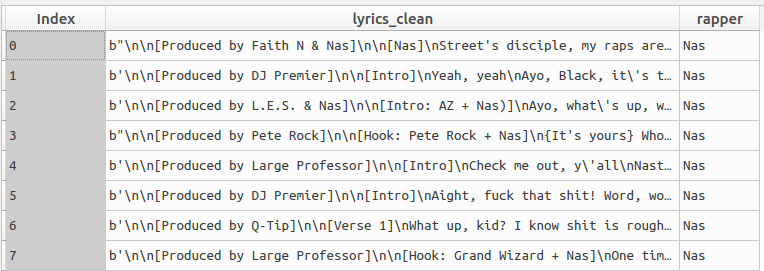 Index lyrics_clean rapper
0 b"\n\n[Produced by Faith N & Nas]\n\n[Nas]\nStreet's disciple, my raps are… Nas
1 b'\n\n[Produced by DJ Premier]\n\n[Intro]\nYeah, yeah\nAyo, Black, it\'s t… Nas
2 b'\n\n[Produced by L.E.S. & Nas]\n\n[Intro: AZ + Nas)]\nAyo, what\'s up, w… Nas
3 b"\n\n[Produced by Pete Rock]\n\n[Hook: Pete Rock + Nas]\n{It's yours} Who… Nas
4 b'\n\n[Produced by Large Professor]\n\n[Intro]\nCheck me out, y\'all\nNast… Nas
5 b'\n\n[Produced by DJ Premier]\n\n[Intro]\nAight, fuck that shit! Word, wo… Nas
6 b'\n\n[Produced by Q-Tip]\n\n[Verse 1]\nWhat up, kid? I know shit is rough… Nas
7 b'\n\n[Produced by Large Professor]\n\n[Hook: Grand Wizard + Nas]\nOne tim… Nas